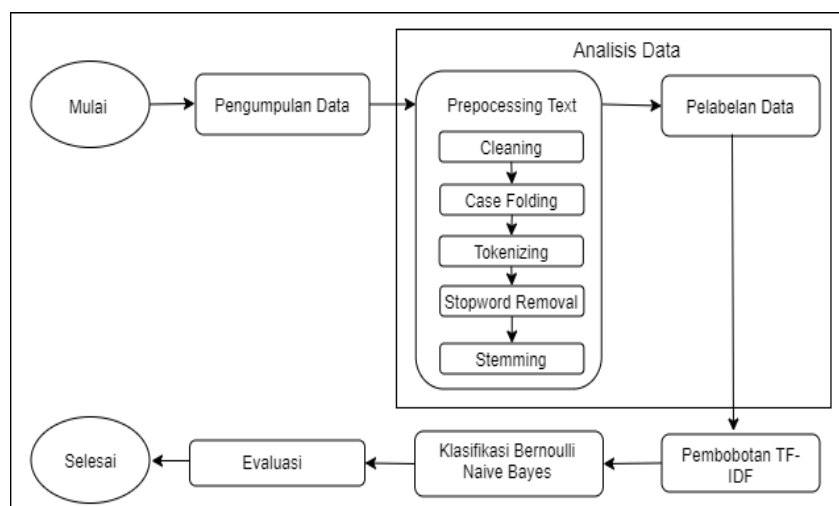 Analisis Data
Mulai
Pengumpulan Data
Prepocessing Text
Cleaning
Case Folding
Tokenizing
Stopword Removal
Stemming
Pelabelan Data
Pembobotan TF-
IDF
Klasifikasi Bernoulli
Naive Bayes
Evaluasi
Selesai